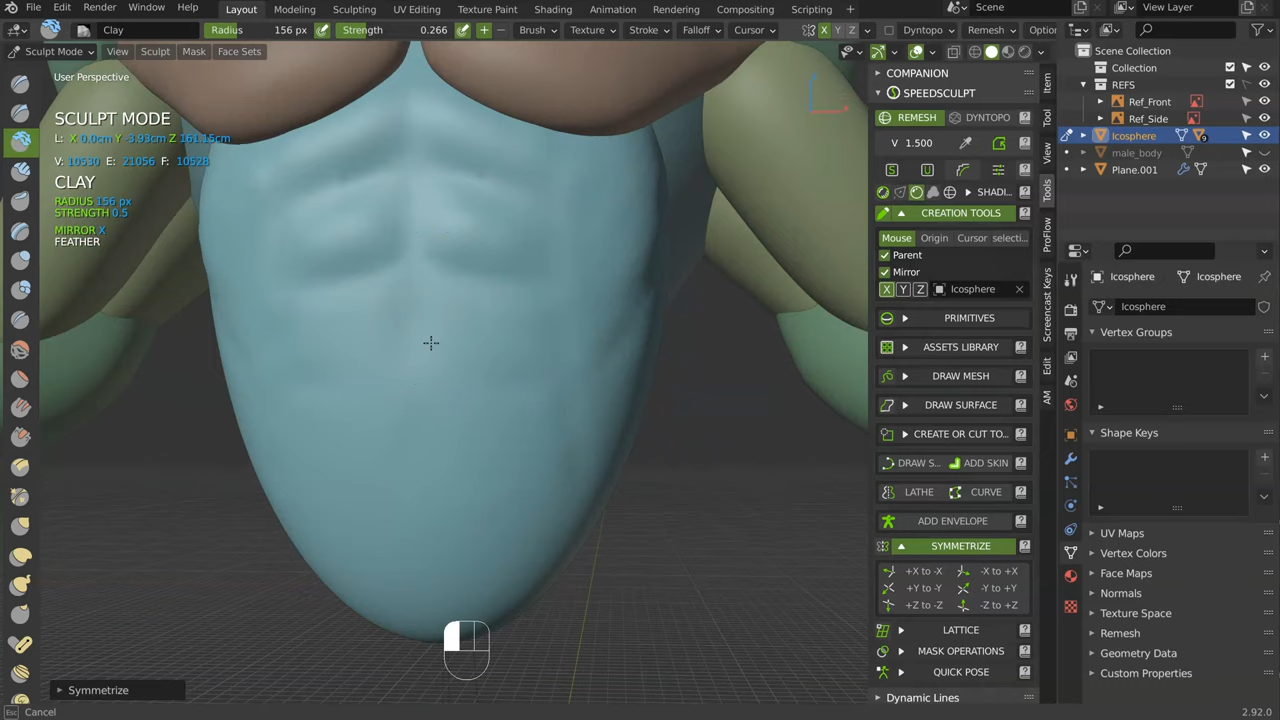 File Edit Render Window Help Layout Modeling Sculpting UV Editing Texture Paint Shading Animation Rendering Compositing Scripting Scene View Layer
Clay Radius 156 px Strength 0.266 Brush Texture Stroke Falloff Cursor X Y Z Dyntopo Remesh Optior
Sculpt Mode View Sculpt Mask Face Sets
Scene Collection
Collection
REFS
Ref_Front
Ref_Side
Icosphere 9
male_body
Plane.001
User Perspective
SCULPT MODE
L: X 0.0cm Y -3.93cm Z 161.15cm
V: 10530 E: 21056 F: 10528
CLAY
RADIUS 156 px
STRENGTH 0.5
MIRROR X
FEATHER
COMPANION
SPEEDSCULPT
REMESH DYNTOPO
V 1.500
S U
SHADI...
CREATION TOOLS
Mouse Origin Cursor selecti...
Parent
Mirror
X Y Z Icosphere
PRIMITIVES
ASSETS LIBRARY
DRAW MESH
DRAW SURFACE
CREATE OR CUT TO...
DRAW S... ADD SKIN
LATHE CURVE
ADD ENVELOPE
SYMMETRIZE
+X to -X -X to +X
+Y to -Y -Y to +Y
+Z to -Z -Z to +Z
LATTICE
MASK OPERATIONS
QUICK POSE
Dynamic Lines
Item
Tool
View
Tools
ProFlow
Screencast Keys
Edit
AM
Icosphere Icosphere
Icosphere
Vertex Groups
Shape Keys
UV Maps
Vertex Colors
Face Maps
Normals
Texture Space
Remesh
Geometry Data
Custom Properties
Symmetrize
Esc Cancel 2.92.0